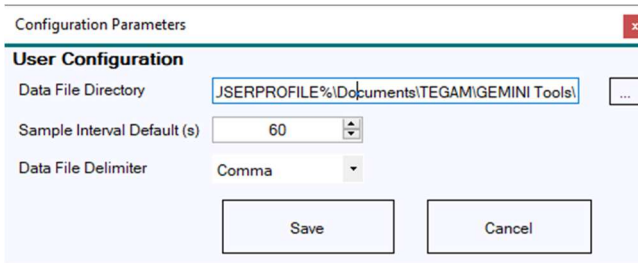 Configuration Parameters
x
User Configuration
Data File Directory JSERPROFILE%\Documents\TEGAM\GEMINI Tools\ ...
Sample Interval Default (s) 60
Data File Delimiter Comma
Save Cancel